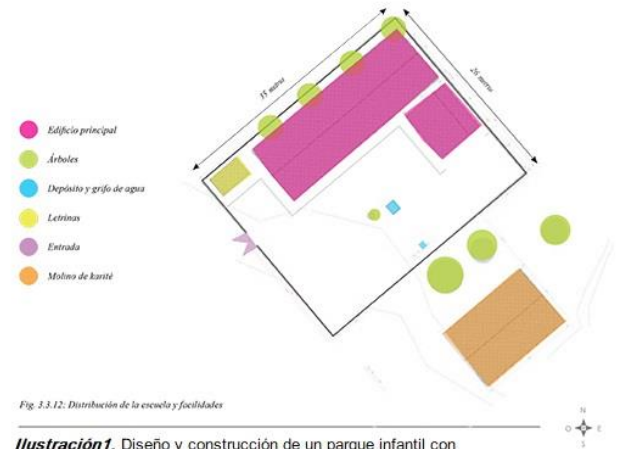 35 metros
26 metros
Edificio principal
Árboles
Depósito y grifo de agua
Letrinas
Entrada
Molino de karité
Fig. 3.3.12: Distribución de la escuela y facilidades
N
O E
S
Ilustración1. Diseño y construcción de un parque infantil con